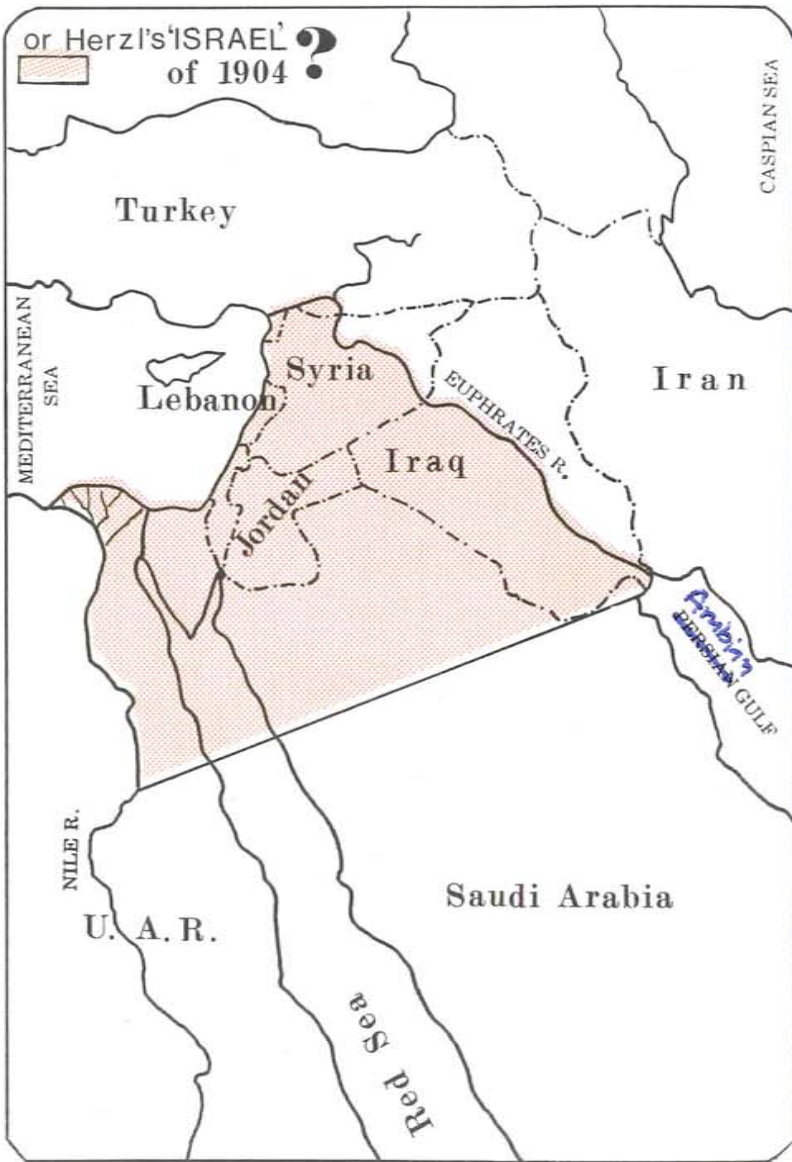 or Herzl's 'ISRAEL' ?
of 1904
CASPIAN SEA
Turkey
MEDITERRANEAN
SEA
Lebanon
Syria
Iran
EUPHRATES R.
Iraq
Jordan
Arabian
PERSIAN GULF
NILE R.
U. A. R.
Saudi Arabia
Red Sea